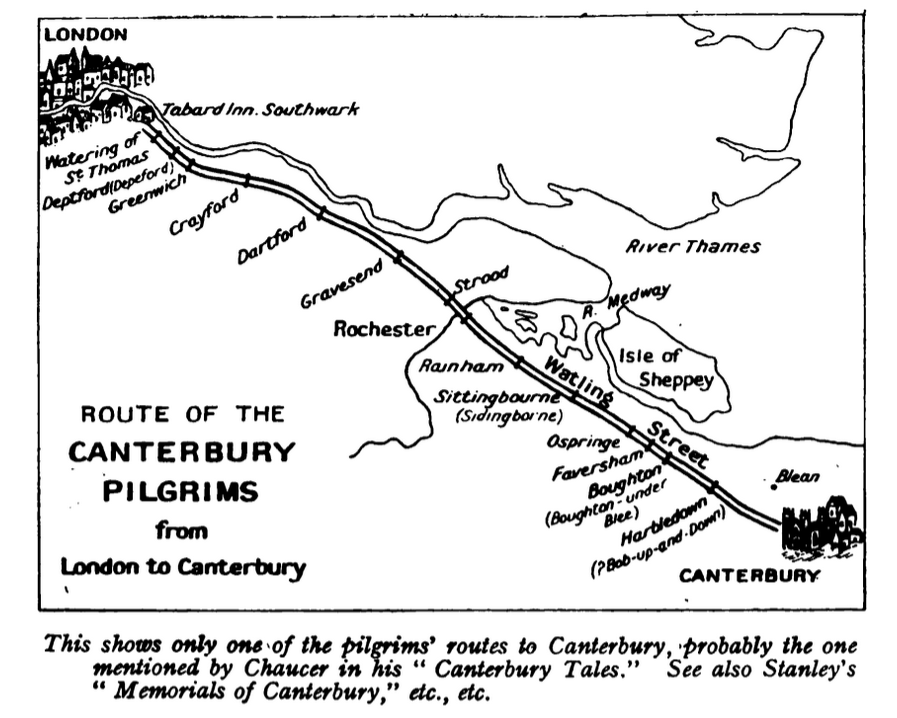 LONDON
Tabard Inn. Southwark
Watering of
St Thomas
Deptford (Depeford)
Greenwich
Crayford
Dartford
Gravesend
Strood
Rochester
River Thames
R. Medway
Isle of
Sheppey
Rainham
Watling
Street
Sittingbourne
(Sidingborne)
Ospringe
Faversham
Boughton
(Boughton-under
Blee)
Harbledown
(?Bob-up-and-Down)
Blean
CANTERBURY
ROUTE OF THE
CANTERBURY
PILGRIMS
from
London to Canterbury
This shows only one of the pilgrims' routes to Canterbury, probably the one
mentioned by Chaucer in his “ Canterbury Tales.” See also Stanley's
“ Memorials of Canterbury,” etc., etc.